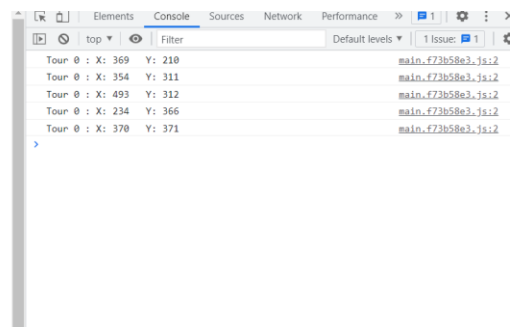 Elements Console Sources Network Performance » 1
top ▼ Filter Default levels ▼ 1 Issue: 1
Tour 0 : X: 369 Y: 210 main.f73b58e3.js:2
Tour 0 : X: 354 Y: 311 main.f73b58e3.js:2
Tour 0 : X: 493 Y: 312 main.f73b58e3.js:2
Tour 0 : X: 234 Y: 366 main.f73b58e3.js:2
Tour 0 : X: 370 Y: 371 main.f73b58e3.js:2